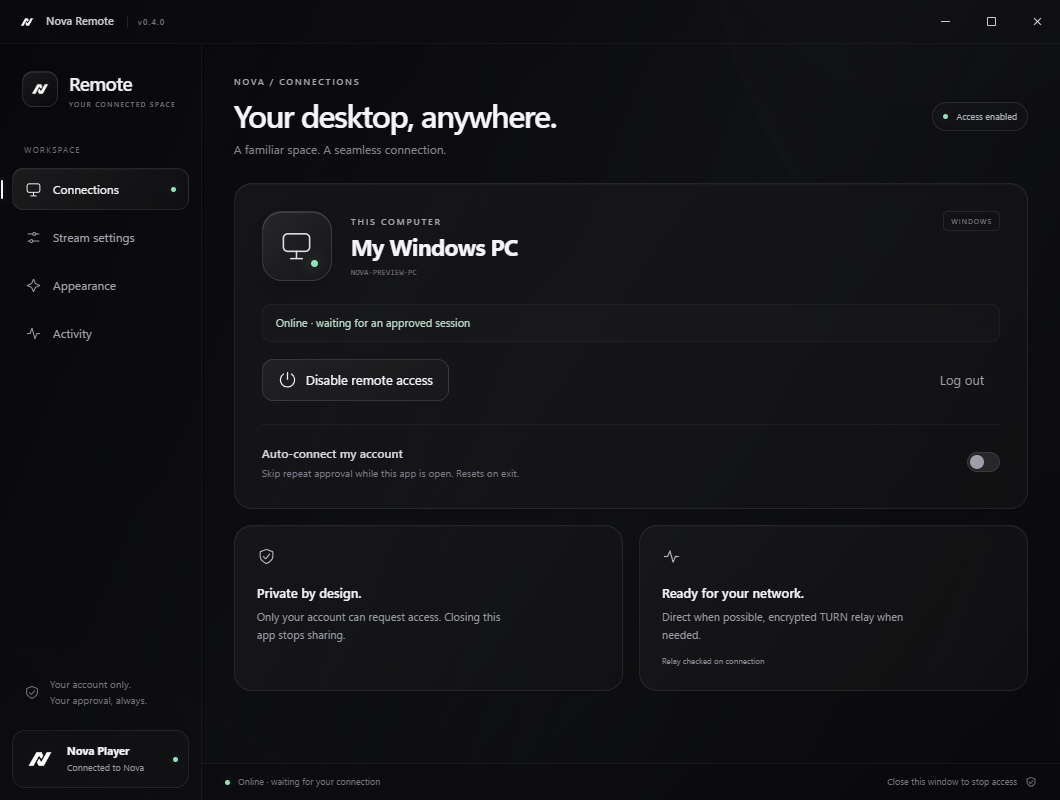 Nova Remote
v0.4.0
Remote
YOUR CONNECTED SPACE
WORKSPACE
Connections
Stream settings
Appearance
Activity
Your account only.
Your approval, always.
Nova Player
Connected to Nova
NOVA / CONNECTIONS
Your desktop, anywhere.
A familiar space. A seamless connection.
Access enabled
THIS COMPUTER
My Windows PC
NOVA-PREVIEW-PC
WINDOWS
Online · waiting for an approved session
Disable remote access
Log out
Auto-connect my account
Skip repeat approval while this app is open. Resets on exit.
Private by design.
Only your account can request access. Closing this
app stops sharing.
Ready for your network.
Direct when possible, encrypted TURN relay when
needed.
Relay checked on connection
Online · waiting for your connection
Close this window to stop access